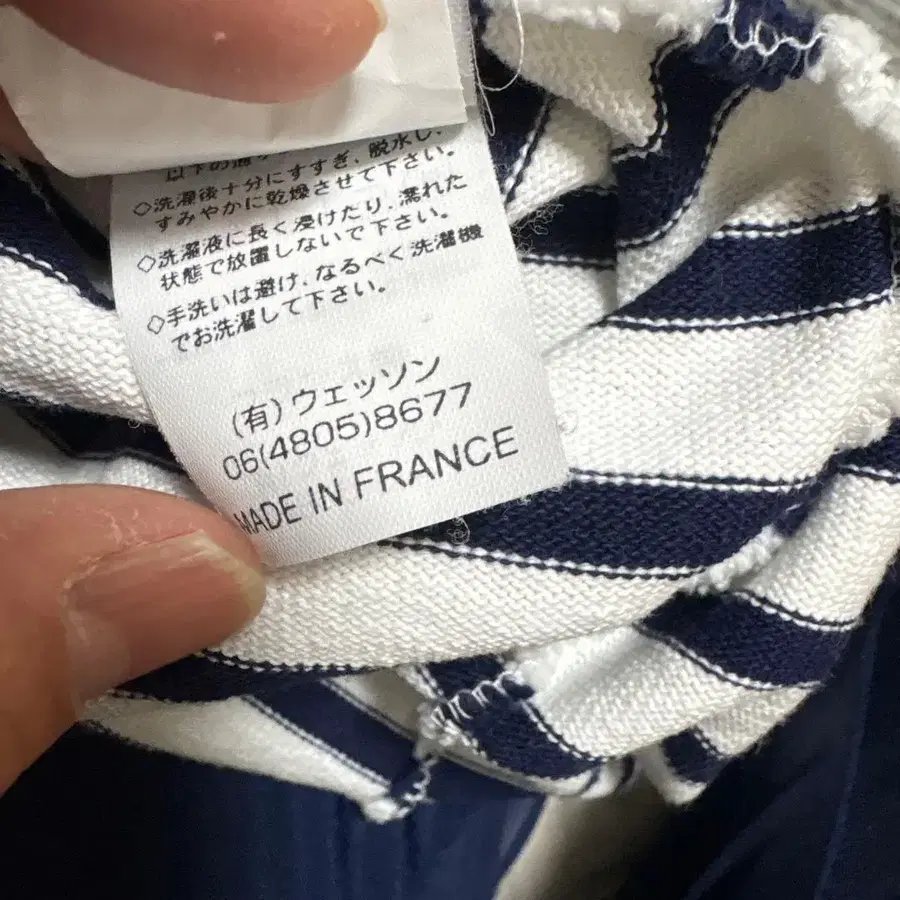 以下の
◇洗濯後十分にすすぎ、脱水し、
すみやかに乾燥させて下さい。
◇洗濯液に長く浸けたり、濡れた
状態で放置しないで下さい。
◇手洗いは避け、なるべく洗濯機
でお洗濯して下さい。
(有)ウェッソン
06(4805)8677
MADE IN FRANCE